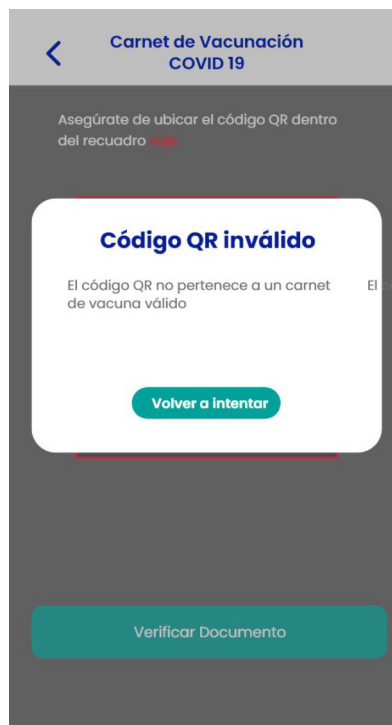 Carnet de Vacunación
COVID 19
Asegúrate de ubicar el código QR dentro
del recuadro rojo
Código QR inválido
El código QR no pertenece a un carnet
de vacuna válido
El
Volver a intentar
Verificar Documento